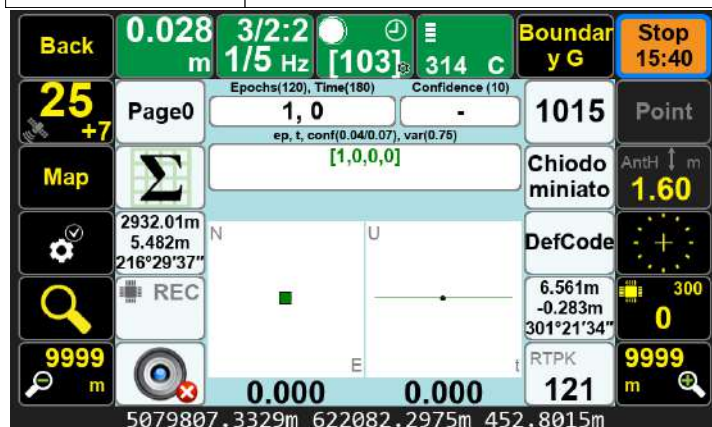 Back
0.028 m
3/2:2
1/5 Hz
[103]
314 C
Boundar
y G
Stop
15:40
25
+7
Page0
Epochs(120), Time(180)
Confidence (10)
1, 0
-
ep, t, conf(0.04/0.07), var(0.75)
1015
Point
Map
Σ
[1,0,0,0]
Chiodo
miniato
AntH m
1.60
2932.01m
5.482m
216°29'37"
N
U
DefCode
REC
6.561m
-0.283m
301°21'34"
300
0
9999
m
E
t
0.000
0.000
RTPK
121
9999
m
5079807.3329m 622082.2975m 452.8015m